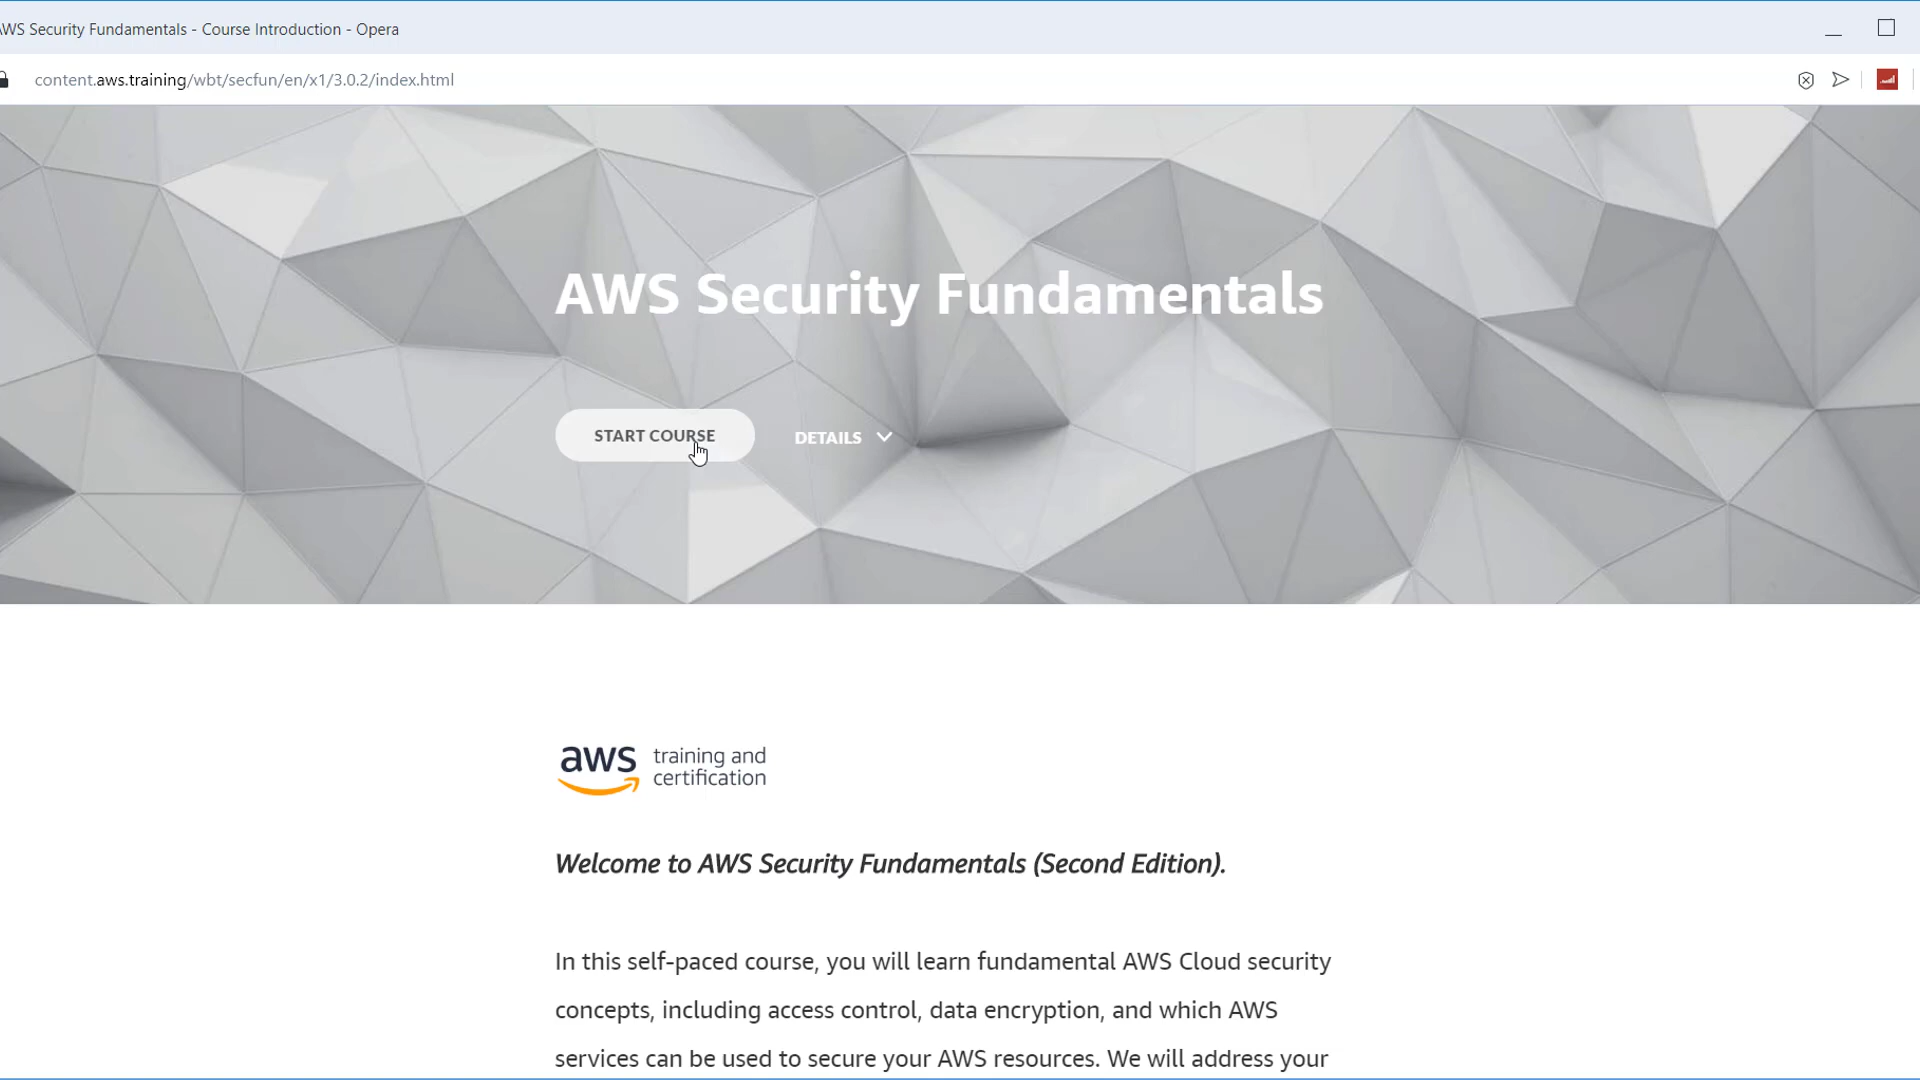 AWS Security Fundamentals - Course Introduction - Opera
content.aws.training/wbt/secfun/en/x1/3.0.2/index.html
AWS Security Fundamentals
START COURSE
DETAILS
aws training and
certification
Welcome to AWS Security Fundamentals (Second Edition).
In this self-paced course, you will learn fundamental AWS Cloud security
concepts, including access control, data encryption, and which AWS
services can be used to secure your AWS resources. We will address your